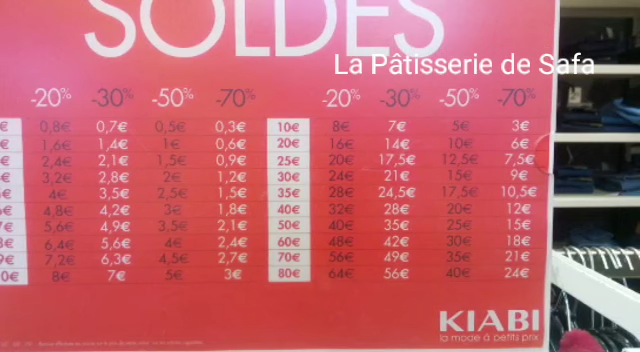 SOLDES
La Pâtisserie de Safa
-20% -30% -50% -70% -20% -30% -50% -70%
€ 0,8€ 0,7€ 0,5€ 0,3€ 10€ 8€ 7€ 5€ 3€
€ 1,6€ 1,4€ 1€ 0,6€ 20€ 16€ 14€ 10€ 6€
€ 2,4€ 2,1€ 1,5€ 0,9€ 25€ 20€ 17,5€ 12,5€ 7,5€
€ 3,2€ 2,8€ 2€ 1,2€ 30€ 24€ 21€ 15€ 9€
€ 4€ 3,5€ 2,5€ 1,5€ 35€ 28€ 24,5€ 17,5€ 10,5€
€ 4,8€ 4,2€ 3€ 1,8€ 40€ 32€ 28€ 20€ 12€
7€ 5,6€ 4,9€ 3,5€ 2,1€ 50€ 40€ 35€ 25€ 15€
€ 6,4€ 5,6€ 4€ 2,4€ 60€ 48€ 42€ 30€ 18€
€ 7,2€ 6,3€ 4,5€ 2,7€ 70€ 56€ 49€ 35€ 21€
0€ 8€ 7€ 5€ 3€ 80€ 64€ 56€ 40€ 24€
KIABI
la mode à petits prix